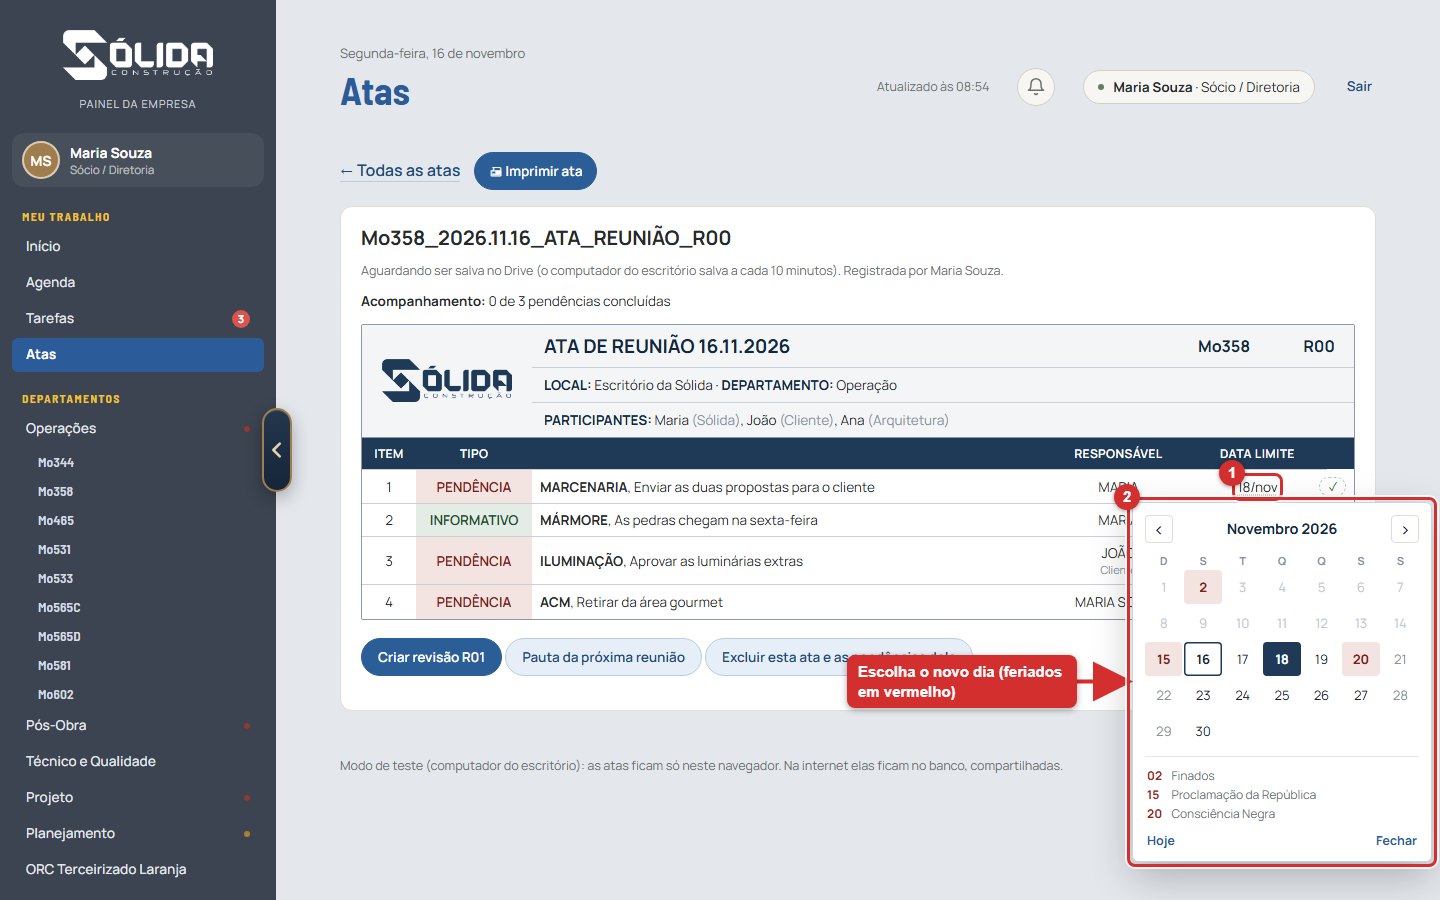 SÓLIDA
CONSTRUÇÃO
PAINEL DA EMPRESA
MS
Maria Souza
Sócio / Diretoria
MEU TRABALHO
Início
Agenda
Tarefas
3
Atas
DEPARTAMENTOS
Operações
Mo344
Mo358
Mo465
Mo531
Mo533
Mo565C
Mo565D
Mo581
Mo602
Pós-Obra
Técnico e Qualidade
Projeto
Planejamento
ORC Terceirizado Laranja
Segunda-feira, 16 de novembro
Atas
Atualizado às 08:54
Maria Souza · Sócio / Diretoria
Sair
← Todas as atas
Imprimir ata
Mo358_2026.11.16_ATA_REUNIÃO_R00
Aguardando ser salva no Drive (o computador do escritório salva a cada 10 minutos). Registrada por Maria Souza.
Acompanhamento: 0 de 3 pendências concluídas
SÓLIDA
CONSTRUÇÃO
ATA DE REUNIÃO 16.11.2026 Mo358 R00
LOCAL: Escritório da Sólida · DEPARTAMENTO: Operação
PARTICIPANTES: Maria (Sólida), João (Cliente), Ana (Arquitetura)
ITEM TIPO RESPONSÁVEL DATA LIMITE
1 PENDÊNCIA MARCENARIA, Enviar as duas propostas para o cliente MARIA 18/nov ✓
2 INFORMATIVO MÁRMORE, As pedras chegam na sexta-feira
3 PENDÊNCIA ILUMINAÇÃO, Aprovar as luminárias extras
4 PENDÊNCIA ACM, Retirar da área gourmet MARIA
Criar revisão R01
Pauta da próxima reunião
Excluir esta ata e as
Modo de teste (computador do escritório): as atas ficam só neste navegador. Na internet elas ficam no banco, compartilhadas.
1
2
Escolha o novo dia (feriados
em vermelho)
Novembro 2026
D S T Q Q S S
1 2 3 4 5 6 7
8 9 10 11 12 13 14
15 16 17 18 19 20 21
22 23 24 25 26 27 28
29 30
02 Finados
15 Proclamação da República
20 Consciência Negra
Hoje
Fechar